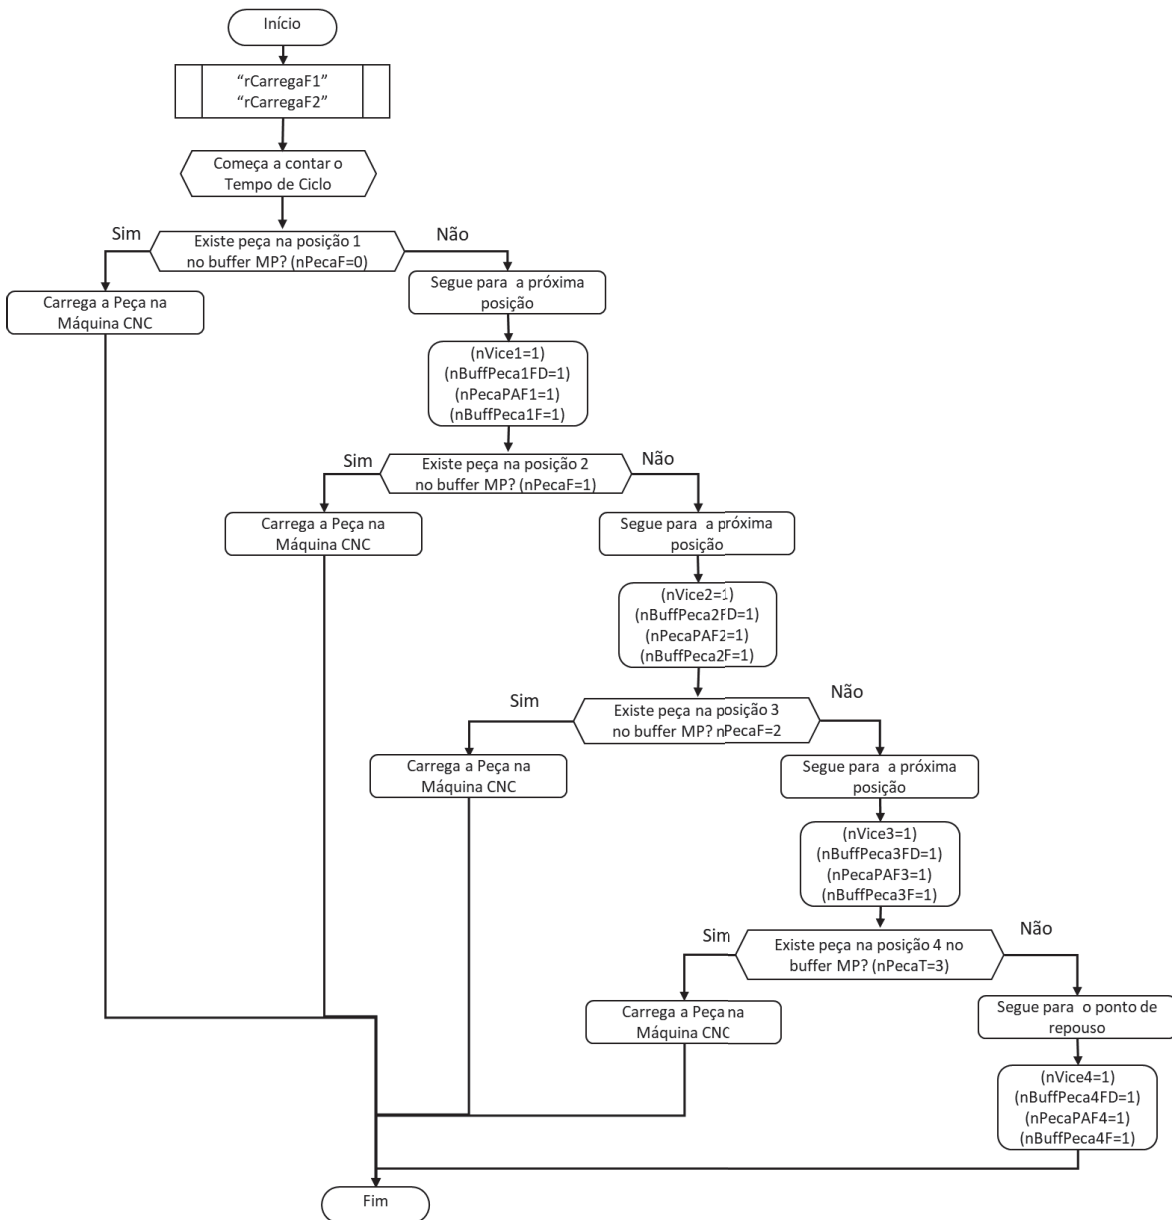 Início
“rCarregaF1”
“rCarregaF2”
Começa a contar o
Tempo de Ciclo
Sim
Existe peça na posição 1
no buffer MP? (nPecaF=0)
Não
Carrega a Peça na
Máquina CNC
Segue para a próxima
posição
(nVice1=1)
(nBuffPeca1FD=1)
(nPecaPAF1=1)
(nBuffPeca1F=1)
Sim
Existe peça na posição 2
no buffer MP? (nPecaF=1)
Não
Carrega a Peça na
Máquina CNC
Segue para a próxima
posição
(nVice2=1)
(nBuffPeca2FD=1)
(nPecaPAF2=1)
(nBuffPeca2F=1)
Sim
Existe peça na posição 3
no buffer MP? nPecaF=2
Não
Carrega a Peça na
Máquina CNC
Segue para a próxima
posição
(nVice3=1)
(nBuffPeca3FD=1)
(nPecaPAF3=1)
(nBuffPeca3F=1)
Sim
Existe peça na posição 4 no
buffer MP? (nPecaT=3)
Não
Carrega a Peça na
Máquina CNC
Segue para o ponto de
repouso
(nVice4=1)
(nBuffPeca4FD=1)
(nPecaPAF4=1)
(nBuffPeca4F=1)
Fim